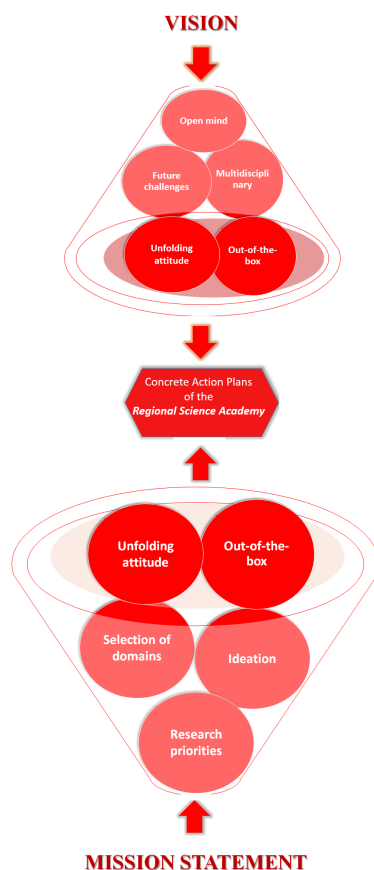 VISION
Open mind
Future
challenges
Multidiscipli
nary
Unfolding
attitude
Out-of-the-
box
Concrete Action Plans
of the
Regional Science Academy
Unfolding
attitude
Out-of-the-
box
Selection of
domains
Ideation
Research
priorities
MISSION STATEMENT